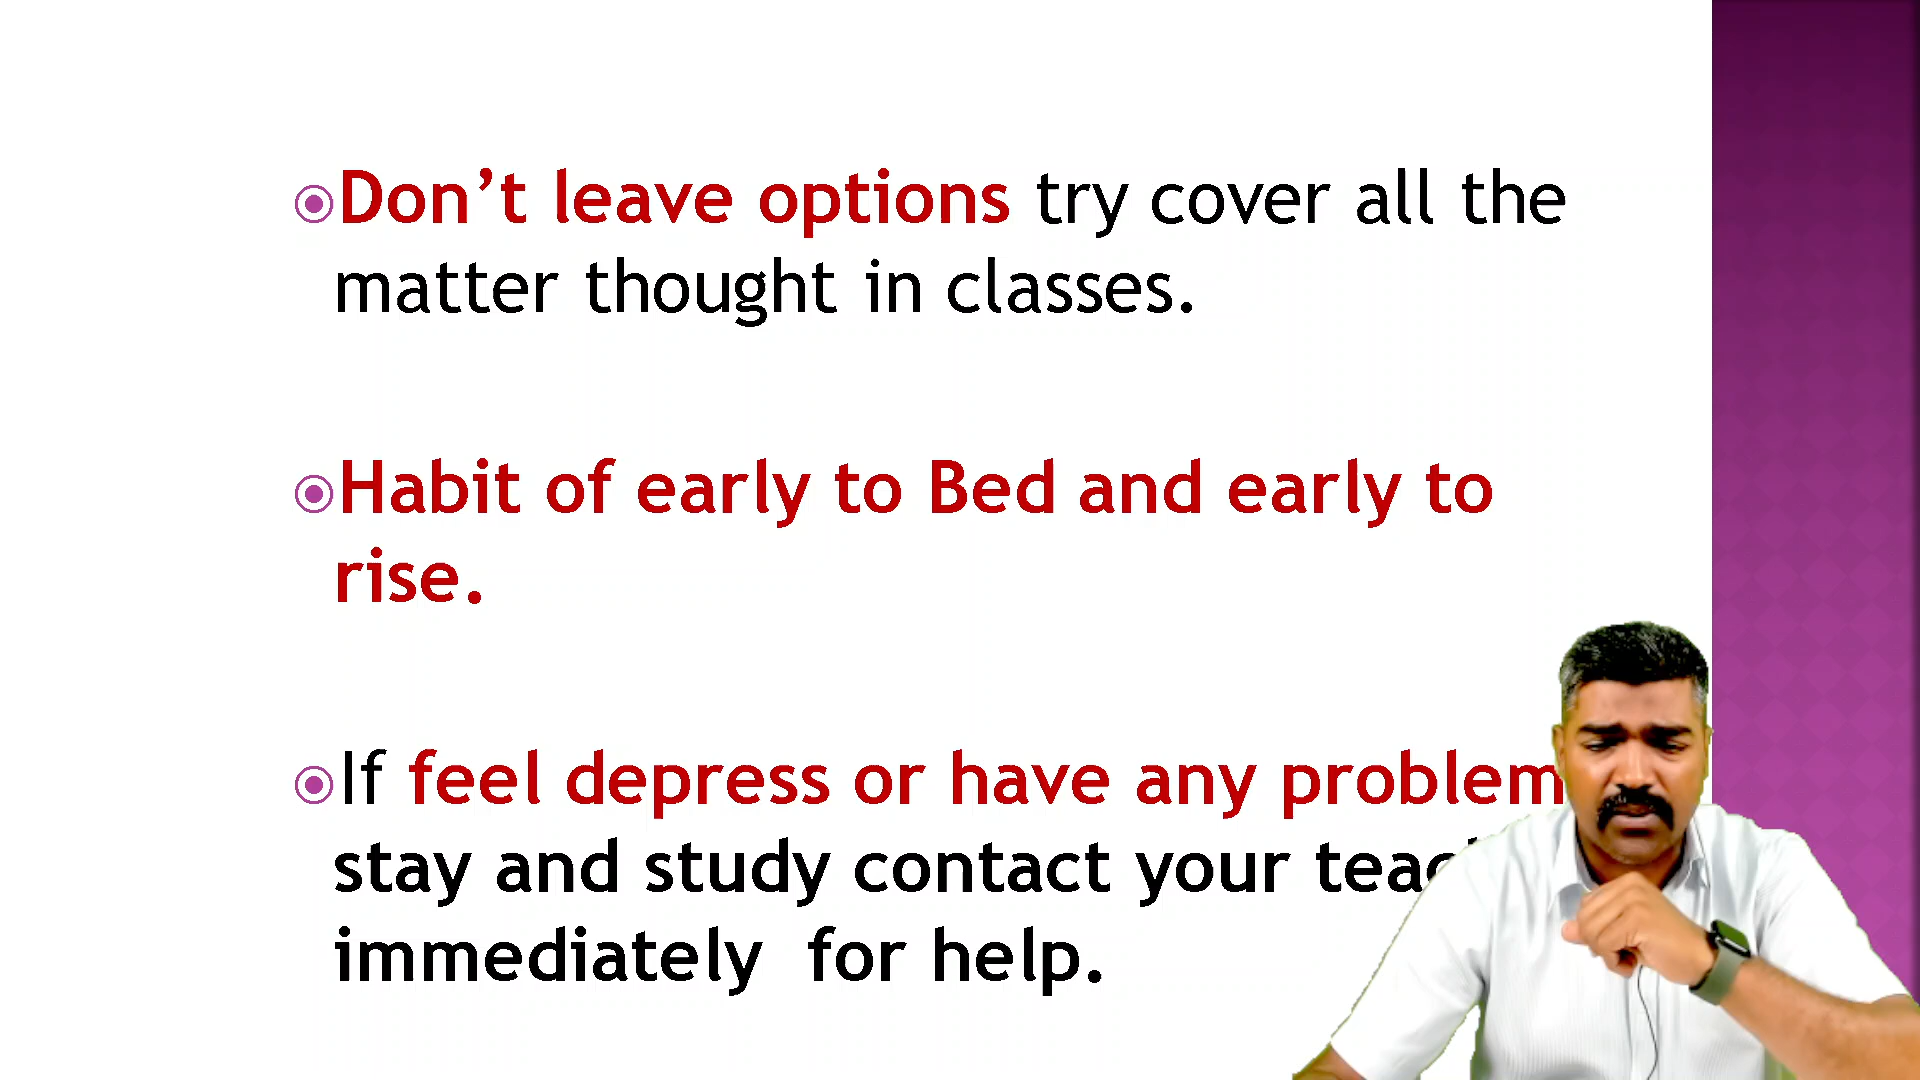 Don’t leave options try cover all the
matter thought in classes.
Habit of early to Bed and early to
rise.
If feel depress or have any problem
stay and study contact your
immediately for help.